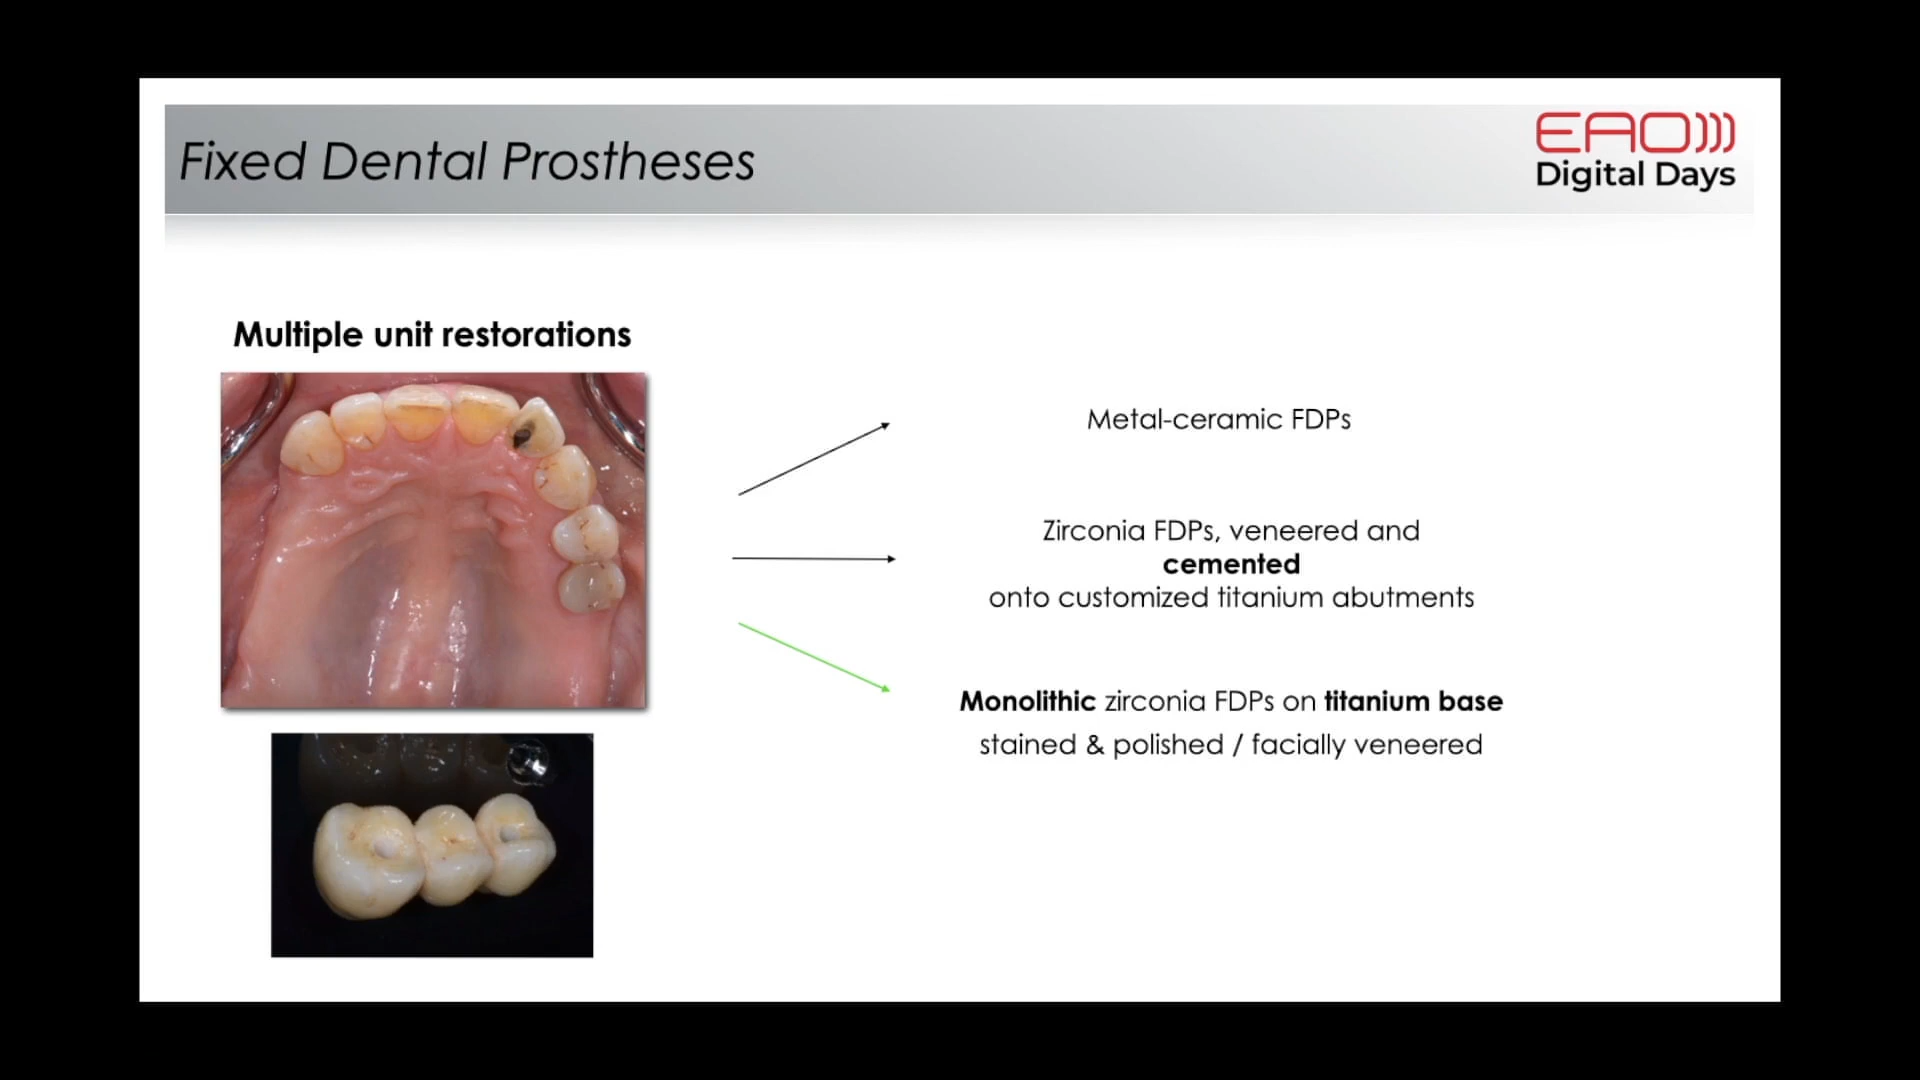 Fixed Dental Prostheses
EAO)))
Digital Days
Multiple unit restorations
Metal-ceramic FDPs
Zirconia FDPs, veneered and
cemented
onto customized titanium abutments
Monolithic zirconia FDPs on titanium base
stained & polished / facially veneered